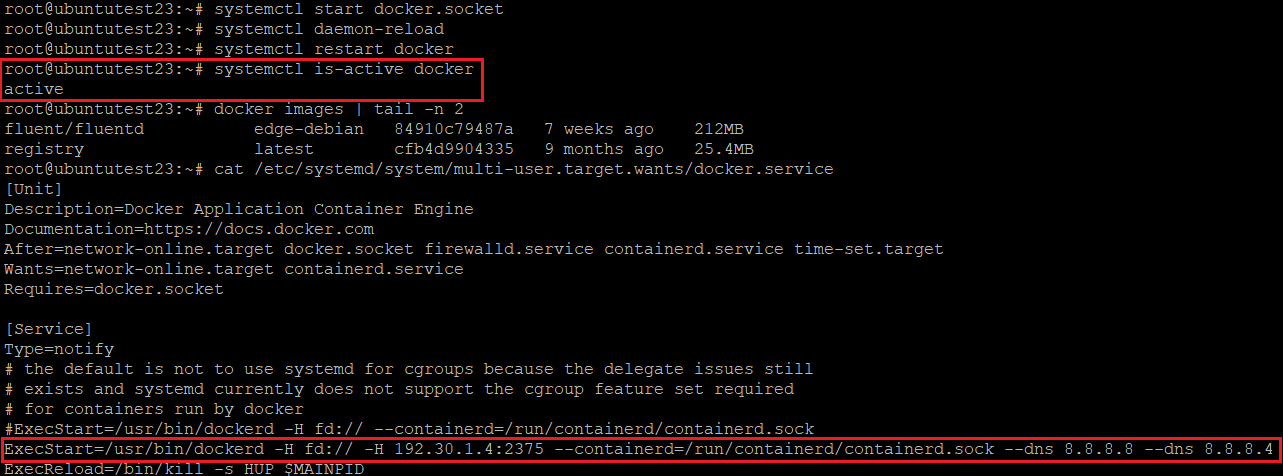 root@ubuntutest23:~# systemctl start docker.socket
root@ubuntutest23:~# systemctl daemon-reload
root@ubuntutest23:~# systemctl restart docker
root@ubuntutest23:~# systemctl is-active docker
active
root@ubuntutest23:~# docker images | tail -n 2
fluent/fluentd           edge-debian   84910c79487a   7 weeks ago    212MB
registry                 latest        cfb4d9904335   9 months ago   25.4MB
root@ubuntutest23:~# cat /etc/systemd/system/multi-user.target.wants/docker.service
[Unit]
Description=Docker Application Container Engine
Documentation=https://docs.docker.com
After=network-online.target docker.socket firewalld.service containerd.service time-set.target
Wants=network-online.target containerd.service
Requires=docker.socket
[Service]
Type=notify
# the default is not to use systemd for cgroups because the delegate issues still
# exists and systemd currently does not support the cgroup feature set required
# for containers run by docker
#ExecStart=/usr/bin/dockerd -H fd:// --containerd=/run/containerd/containerd.sock
ExecStart=/usr/bin/dockerd -H fd:// -H 192.30.1.4:2375 --containerd=/run/containerd/containerd.sock --dns 8.8.8.8 --dns 8.8.8.4
ExecReload=/bin/kill -s HUP $MAINPID